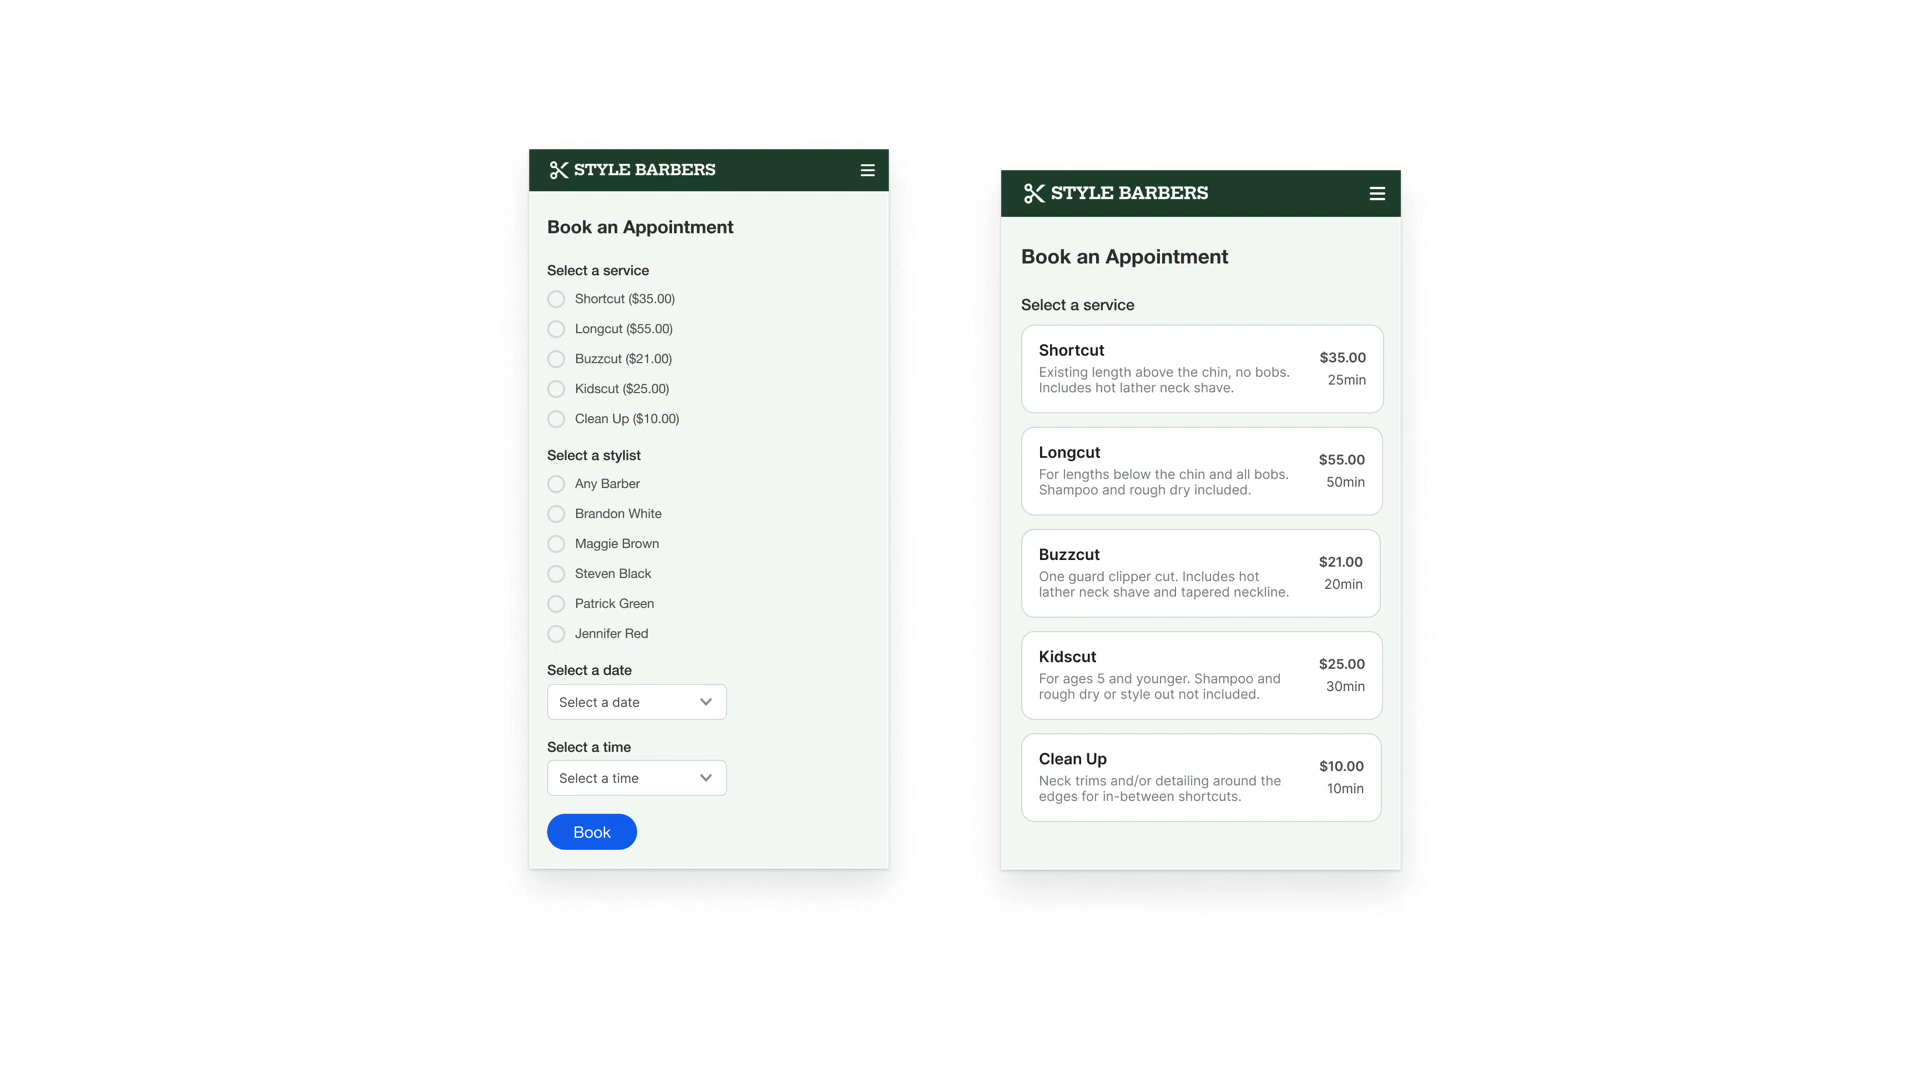 STYLE BARBERS
Book an Appointment
Select a service
Shortcut ($35.00)
Longcut ($55.00)
Buzzcut ($21.00)
Kidscut ($25.00)
Clean Up ($10.00)
Select a stylist
Any Barber
Brandon White
Maggie Brown
Steven Black
Patrick Green
Jennifer Red
Select a date
Select a date
Select a time
Select a time
Book
STYLE BARBERS
Book an Appointment
Select a service
Shortcut
Existing length above the chin, no bobs.
Includes hot lather neck shave.
$35.00
25min
Longcut
For lengths below the chin and all bobs.
Shampoo and rough dry included.
$55.00
50min
Buzzcut
One guard clipper cut. Includes hot
lather neck shave and tapered neckline.
$21.00
20min
Kidscut
For ages 5 and younger. Shampoo and
rough dry or style out not included.
$25.00
30min
Clean Up
Neck trims and/or detailing around the
edges for in-between shortcuts.
$10.00
10min